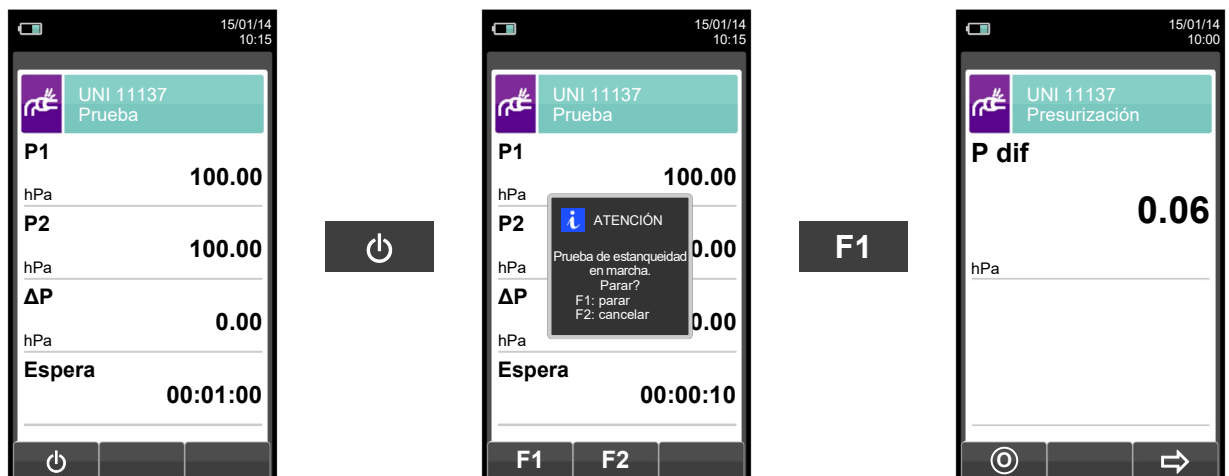 15/01/14
10:15
UNI 11137
Prueba
P1
100.00
hPa
P2
100.00
hPa
ΔP
0.00
hPa
Espera
00:01:00
15/01/14
10:15
UNI 11137
Prueba
P1
100.00
hPa
P2
0.00
hPa
ΔP
0.00
hPa
Espera
00:00:10
i ATENCIÓN
Prueba de estanqueidad
en marcha.
Parar?
F1: parar
F2: cancelar
F1 F2
F1
15/01/14
10:00
UNI 11137
Presurización
P dif
0.06
hPa